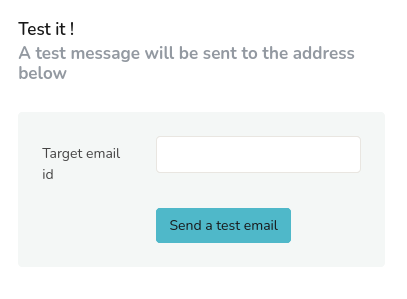 Test it !
A test message will be sent to the address
below
Target email
id
Send a test email